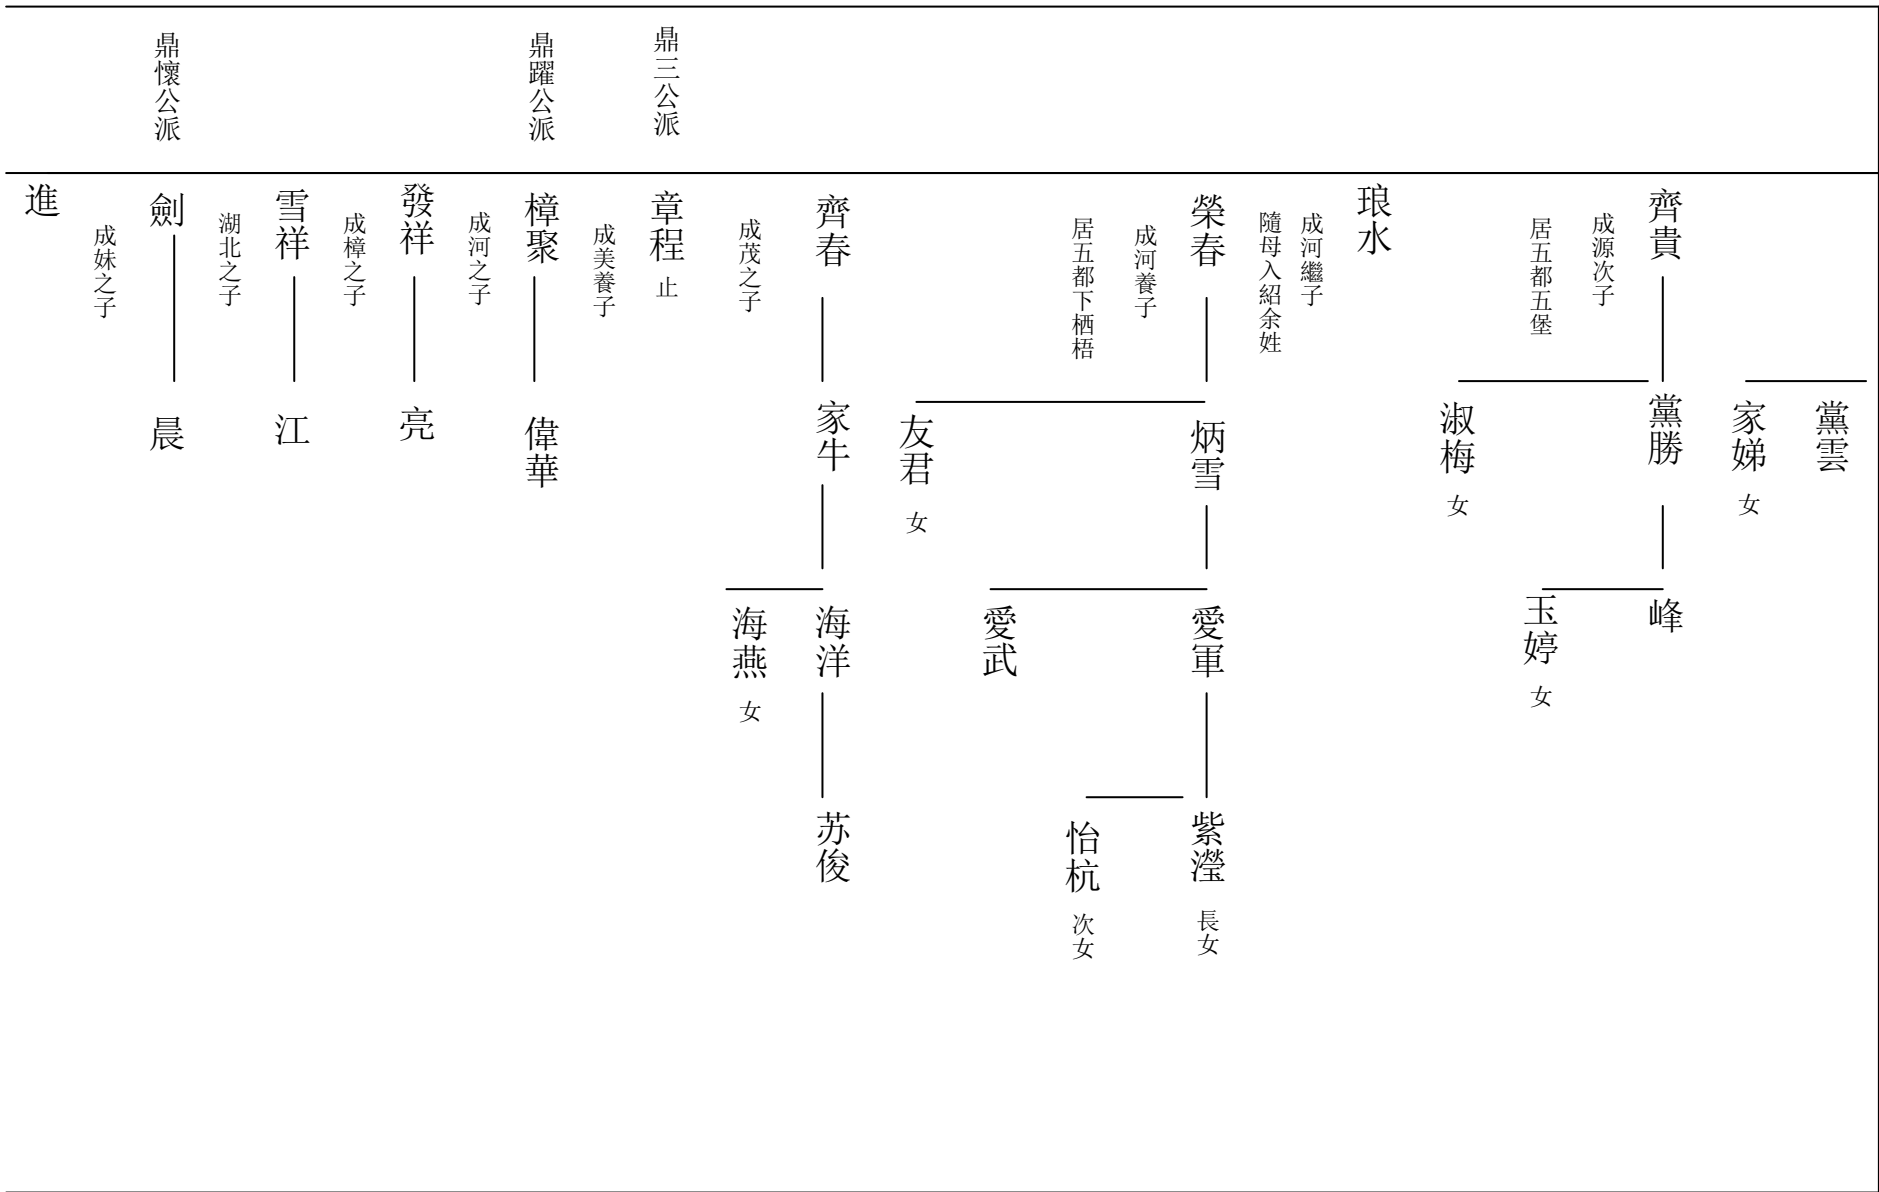 鼎三公派
鼎躍公派
鼎懷公派
齊貴
成源次子
居五都五堡
琅水
成河繼子
隨母入紹余姓
榮春
成河養子
居五都下栖梧
齊春
成茂之子
章程 止
成美養子
樟聚
成河之子
發祥
成樟之子
雪祥
湖北之子
劍
成妹之子
進
黨雲
家娣 女
黨勝
淑梅 女
炳雪
友君 女
家牛
偉華
亮
江
晨
峰
玉婷 女
愛軍
愛武
海洋
海燕 女
紫瀅 長女
怡杭 次女
苏俊